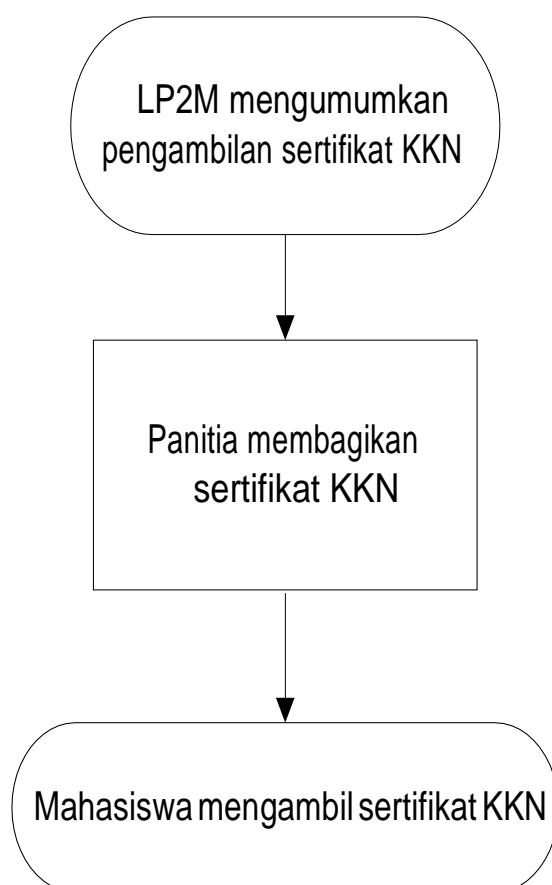 LP2M mengumumkan
pengambilan sertifikat KKN
Panitia membagikan
sertifikat KKN
Mahasiswa mengambil sertifikat KKN